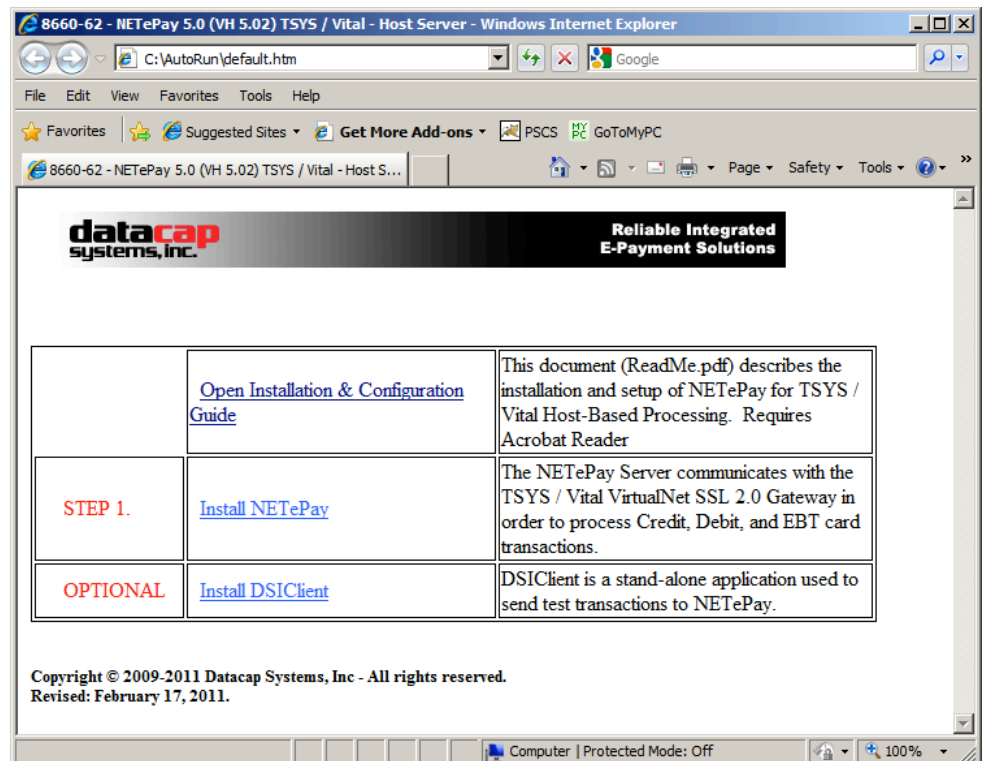 8660-62 - NETePay 5.0 (VH 5.02) TSYS / Vital - Host Server - Windows Internet Explorer
C:\AutoRun\default.htm
Google
File Edit View Favorites Tools Help
Favorites Suggested Sites Get More Add-ons PSCS MY PC GoToMyPC
8660-62 - NETePay 5.0 (VH 5.02) TSYS / Vital - Host S... Page Safety Tools »
datacap
systems, inc.
Reliable Integrated
E-Payment Solutions
Open Installation & Configuration
Guide
This document (ReadMe.pdf) describes the
installation and setup of NETePay for TSYS /
Vital Host-Based Processing. Requires
Acrobat Reader
STEP 1.
Install NETePay
The NETePay Server communicates with the
TSYS / Vital VirtualNet SSL 2.0 Gateway in
order to process Credit, Debit, and EBT card
transactions.
OPTIONAL
Install DSIClient
DSIClient is a stand-alone application used to
send test transactions to NETePay.
Copyright © 2009-2011 Datacap Systems, Inc - All rights reserved.
Revised: February 17, 2011.
Computer | Protected Mode: Off 100%